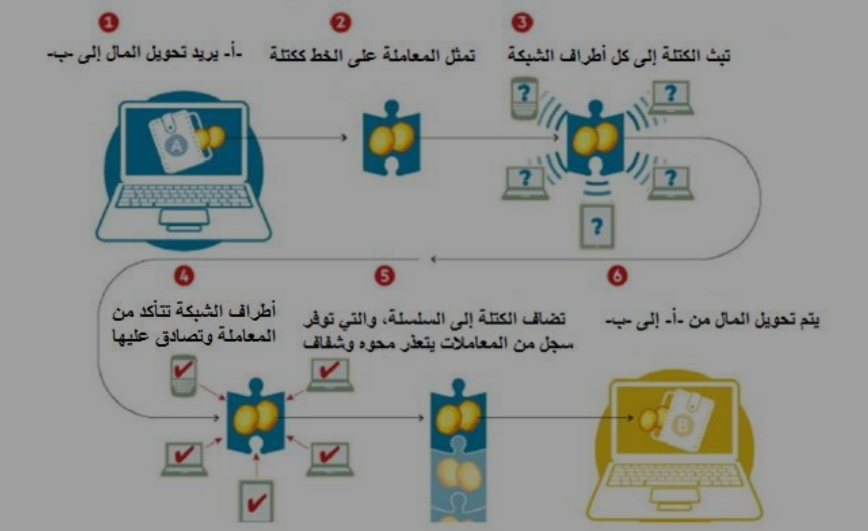 1
-أ- يريد تحويل المال إلى -ب-
2
تمثل المعاملة على الخط ككتلة
3
تبث الكتلة إلى كل أطراف الشبكة
A
?
?
?
?
?
4
أطراف الشبكة تتأكد من
المعاملة وتصادق عليها
5
تضاف الكتلة إلى السلسلة، والتي توفر
سجل من المعاملات يتعذر محوه وشفاف
6
يتم تحويل المال من -أ- إلى -ب-
B